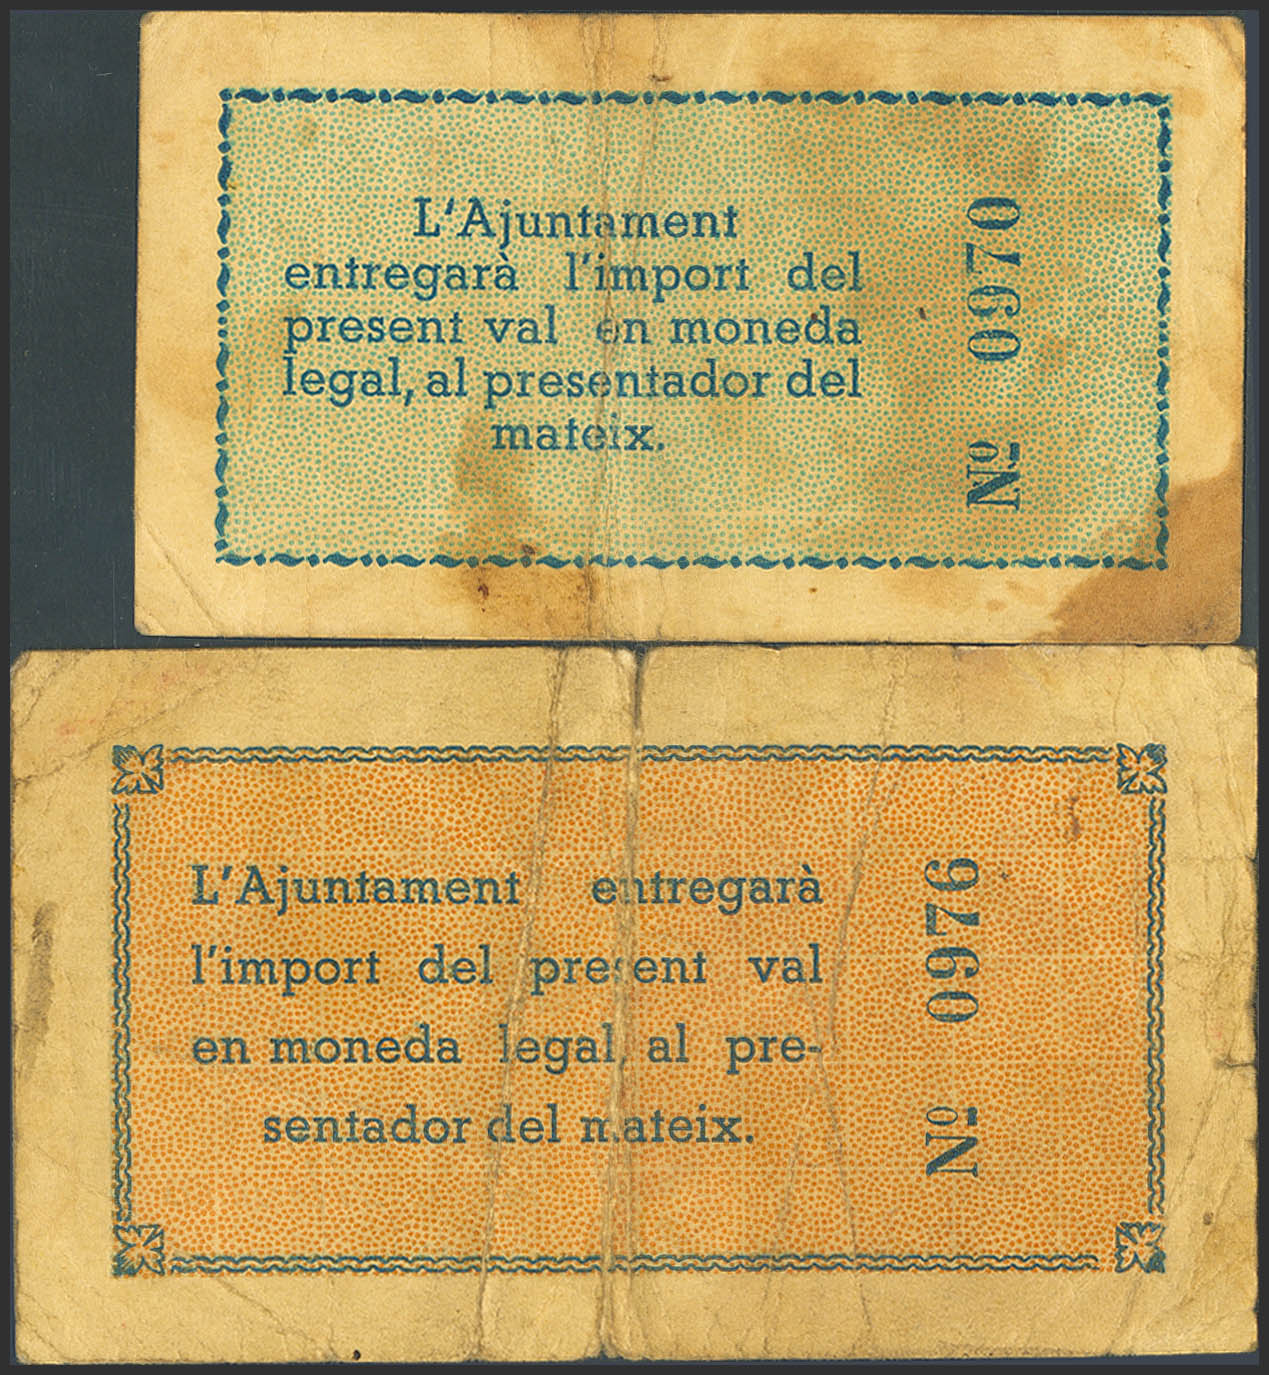 L'Ajuntament
entregarà l'import del
present val en moneda
legal, al presentador del
mateix.
Nº 0970
L'Ajuntament entregarà
l'import del present val
en moneda legal, al pre-
sentador del mateix.
Nº 0976